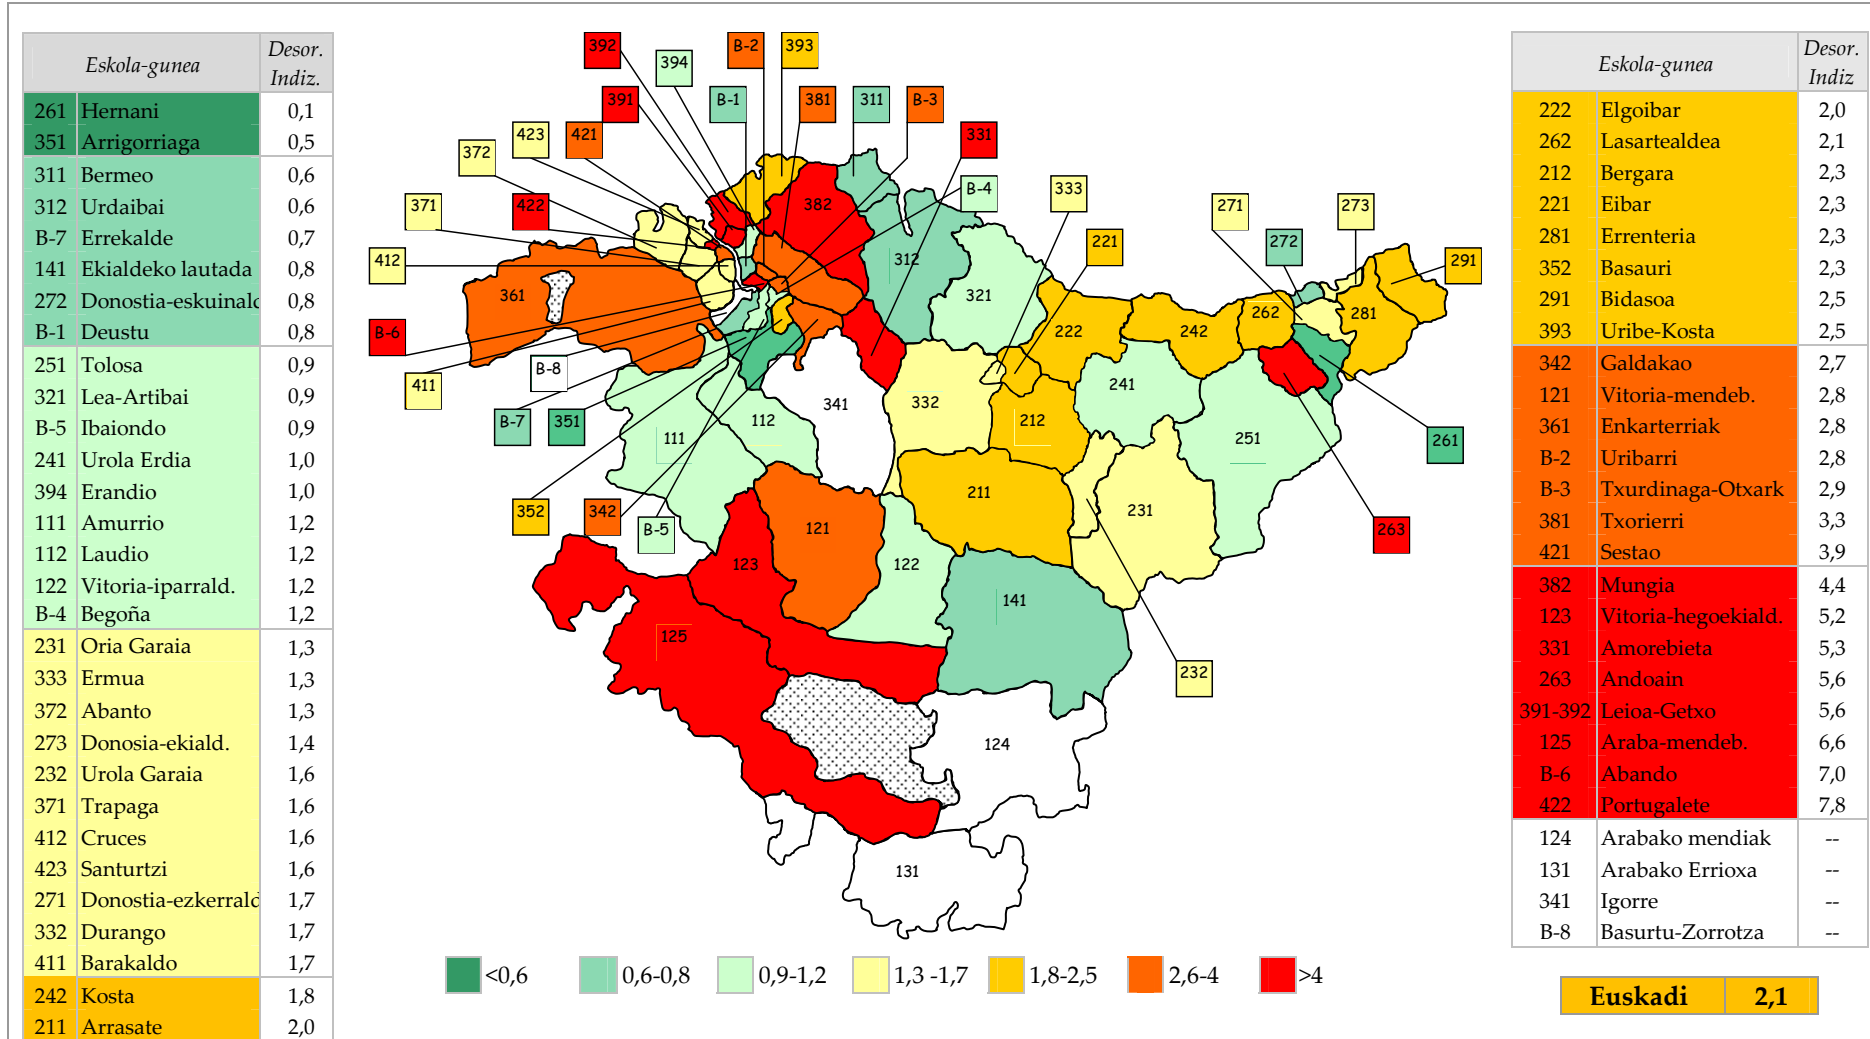 Eskola-gunea Desor. Indiz.
261 Hernani 0,1
351 Arrigorriaga 0,5
311 Bermeo 0,6
312 Urdaibai 0,6
B-7 Errekalde 0,7
141 Ekialdeko lautada 0,8
272 Donostia-eskuinald 0,8
B-1 Deustu 0,8
251 Tolosa 0,9
321 Lea-Artibai 0,9
B-5 Ibaiondo 0,9
241 Urola Erdia 1,0
394 Erandio 1,0
111 Amurrio 1,2
112 Laudio 1,2
122 Vitoria-iparrald. 1,2
B-4 Begoña 1,2
231 Oria Garaia 1,3
333 Ermua 1,3
372 Abanto 1,3
273 Donosia-ekiald. 1,4
232 Urola Garaia 1,6
371 Trapaga 1,6
412 Cruces 1,6
423 Santurtzi 1,6
271 Donostia-ezkerrald 1,7
332 Durango 1,7
411 Barakaldo 1,7
242 Kosta 1,8
211 Arrasate 2,0
392
394
B-2
393
391
B-1
381
311
B-3
423
421
331
372
B-4
333
371
422
382
271
273
221
272
412
312
291
361
321
262
281
B-6
222
242
B-8
411
241
341
332
B-7
351
112
212
111
251
261
211
352
342
B-5
121
231
263
123
122
141
125
232
124
131
<0,6
0,6-0,8
0,9-1,2
1,3 -1,7
1,8-2,5
2,6-4
>4
Eskola-gunea Desor. Indiz
222 Elgoibar 2,0
262 Lasartealdea 2,1
212 Bergara 2,3
221 Eibar 2,3
281 Errenteria 2,3
352 Basauri 2,3
291 Bidasoa 2,5
393 Uribe-Kosta 2,5
342 Galdakao 2,7
121 Vitoria-mendeb. 2,8
361 Enkarterriak 2,8
B-2 Uribarri 2,8
B-3 Txurdinaga-Otxark 2,9
381 Txorierri 3,3
421 Sestao 3,9
382 Mungia 4,4
123 Vitoria-hegoekiald. 5,2
331 Amorebieta 5,3
263 Andoain 5,6
391-392 Leioa-Getxo 5,6
125 Araba-mendeb. 6,6
B-6 Abando 7,0
422 Portugalete 7,8
124 Arabako mendiak --
131 Arabako Errioxa --
341 Igorre --
B-8 Basurtu-Zorrotza --
Euskadi 2,1